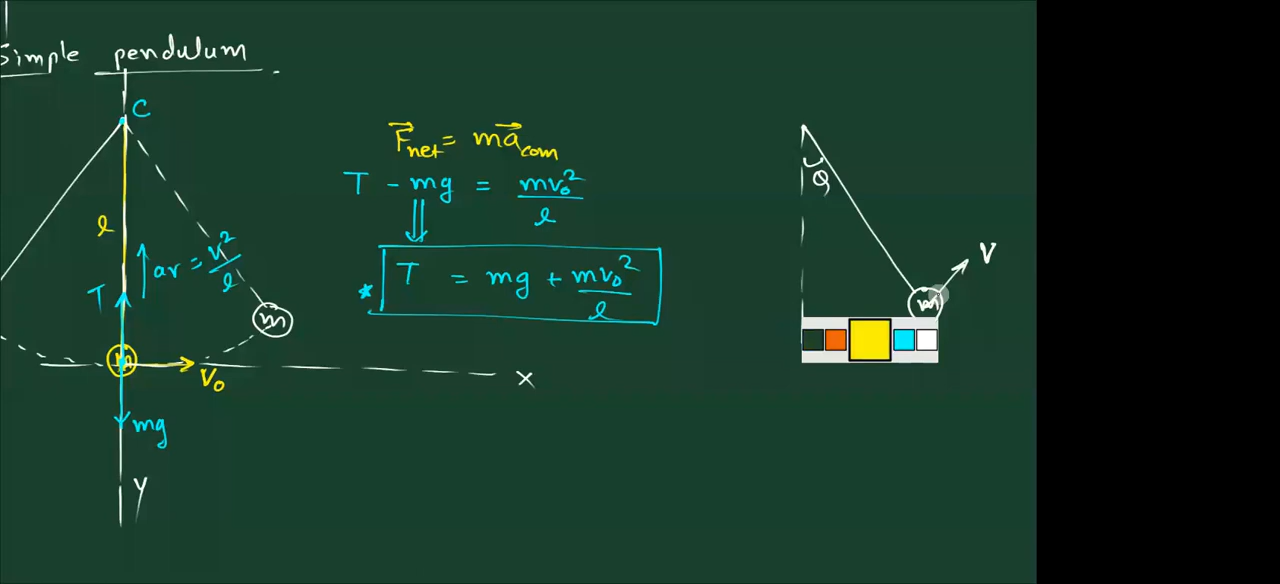 Simple pendulum
C
F⃗net = ma⃗com
T - mg = mv₀²/l
l
ar = v²/l
T
* T = mg + mv₀²/l
m
m
v₀
x
mg
y
θ
v
m